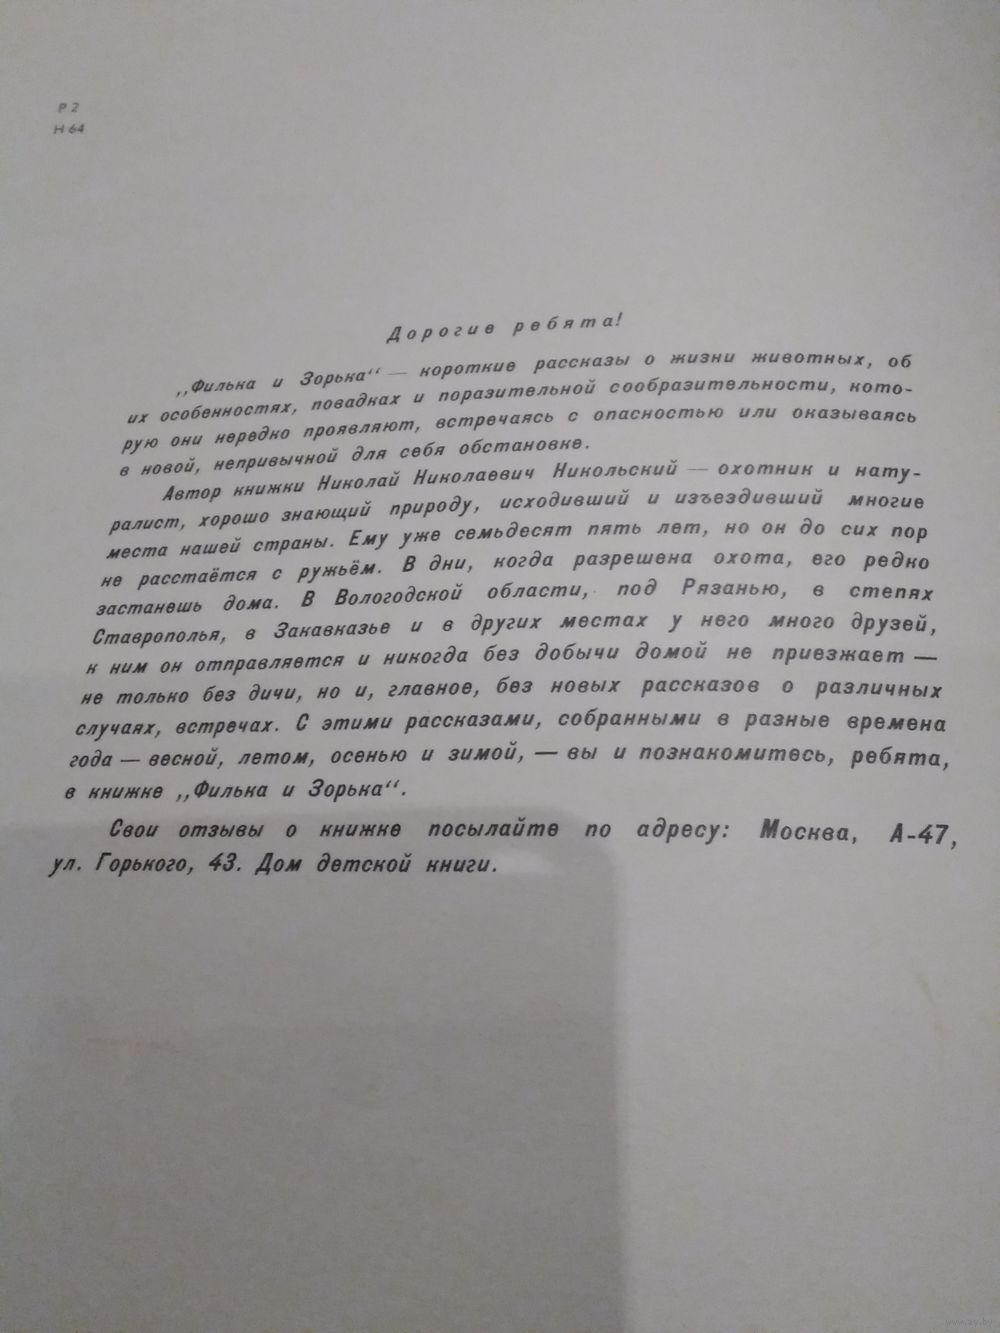 Р 2
Н 64
Дорогие ребята!
„Филька и Зорька“ — короткие рассказы о жизни животных, об
их особенностях, повадках и поразительной сообразительности, кото-
рую они нередко проявляют, встречаясь с опасностью или оказываясь
в новой, непривычной для себя обстановке.
Автор книжки Николай Николаевич Никольский — охотник и нату-
ралист, хорошо знающий природу, исходивший и изъездивший многие
места нашей страны. Ему уже семьдесят пять лет, но он до сих пор
не расстаётся с ружьём. В дни, когда разрешена охота, его редко
застанешь дома. В Вологодской области, под Рязанью, в степях
Ставрополья, в Закавказье и в других местах у него много друзей,
к ним он отправляется и никогда без добычи домой не приезжает —
не только без дичи, но и, главное, без новых рассказов о различных
случаях, встречах. С этими рассказами, собранными в разные времена
года — весной, летом, осенью и зимой, — вы и познакомитесь, ребята,
в книжке „Филька и Зорька“.
Свои отзывы о книжке посылайте по адресу: Москва, А-47,
ул. Горького, 43. Дом детской книги.
www.ay.by